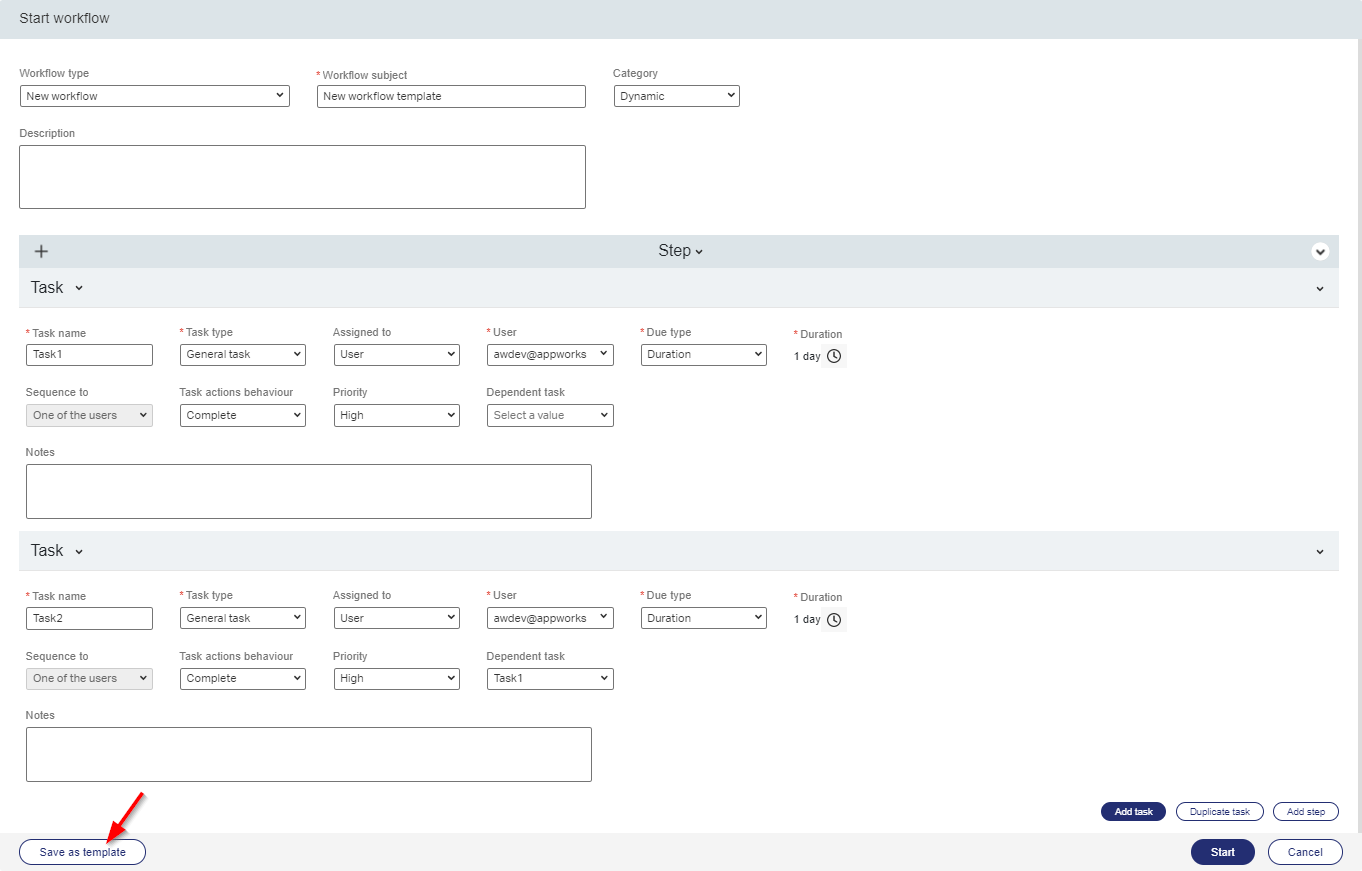 Start workflow
Workflow type * Workflow subject Category
New workflow New workflow template Dynamic
Description
Step
Task
* Task name * Task type Assigned to * User * Due type * Duration
Task1 General task User awdev@appworks Duration 1 day
Sequence to Task actions behaviour Priority Dependent task
One of the users Complete High Select a value
Notes
Task
* Task name * Task type Assigned to * User * Due type * Duration
Task2 General task User awdev@appworks Duration 1 day
Sequence to Task actions behaviour Priority Dependent task
One of the users Complete High Task1
Notes
Add task Duplicate task Add step
Save as template Start Cancel